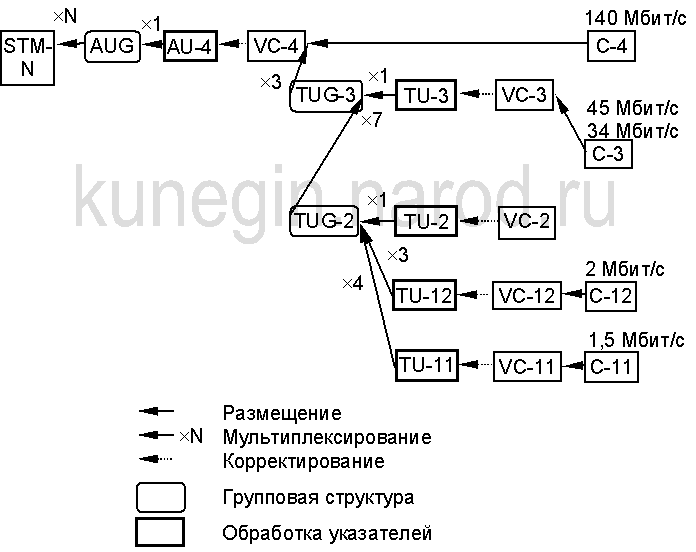 140 Мбит/с
×N
×1
STM-
N
AUG
AU-4
VC-4
C-4
×3
×1
TUG-3
TU-3
VC-3
×7
45 Мбит/с
34 Мбит/с
C-3
kunegin.narod.ru
×1
TUG-2
TU-2
VC-2
×3
×4
2 Мбит/с
TU-12
VC-12
C-12
1,5 Мбит/с
TU-11
VC-11
C-11
Размещение
×N Мультиплексирование
Корректирование
Групповая структура
Обработка указателей